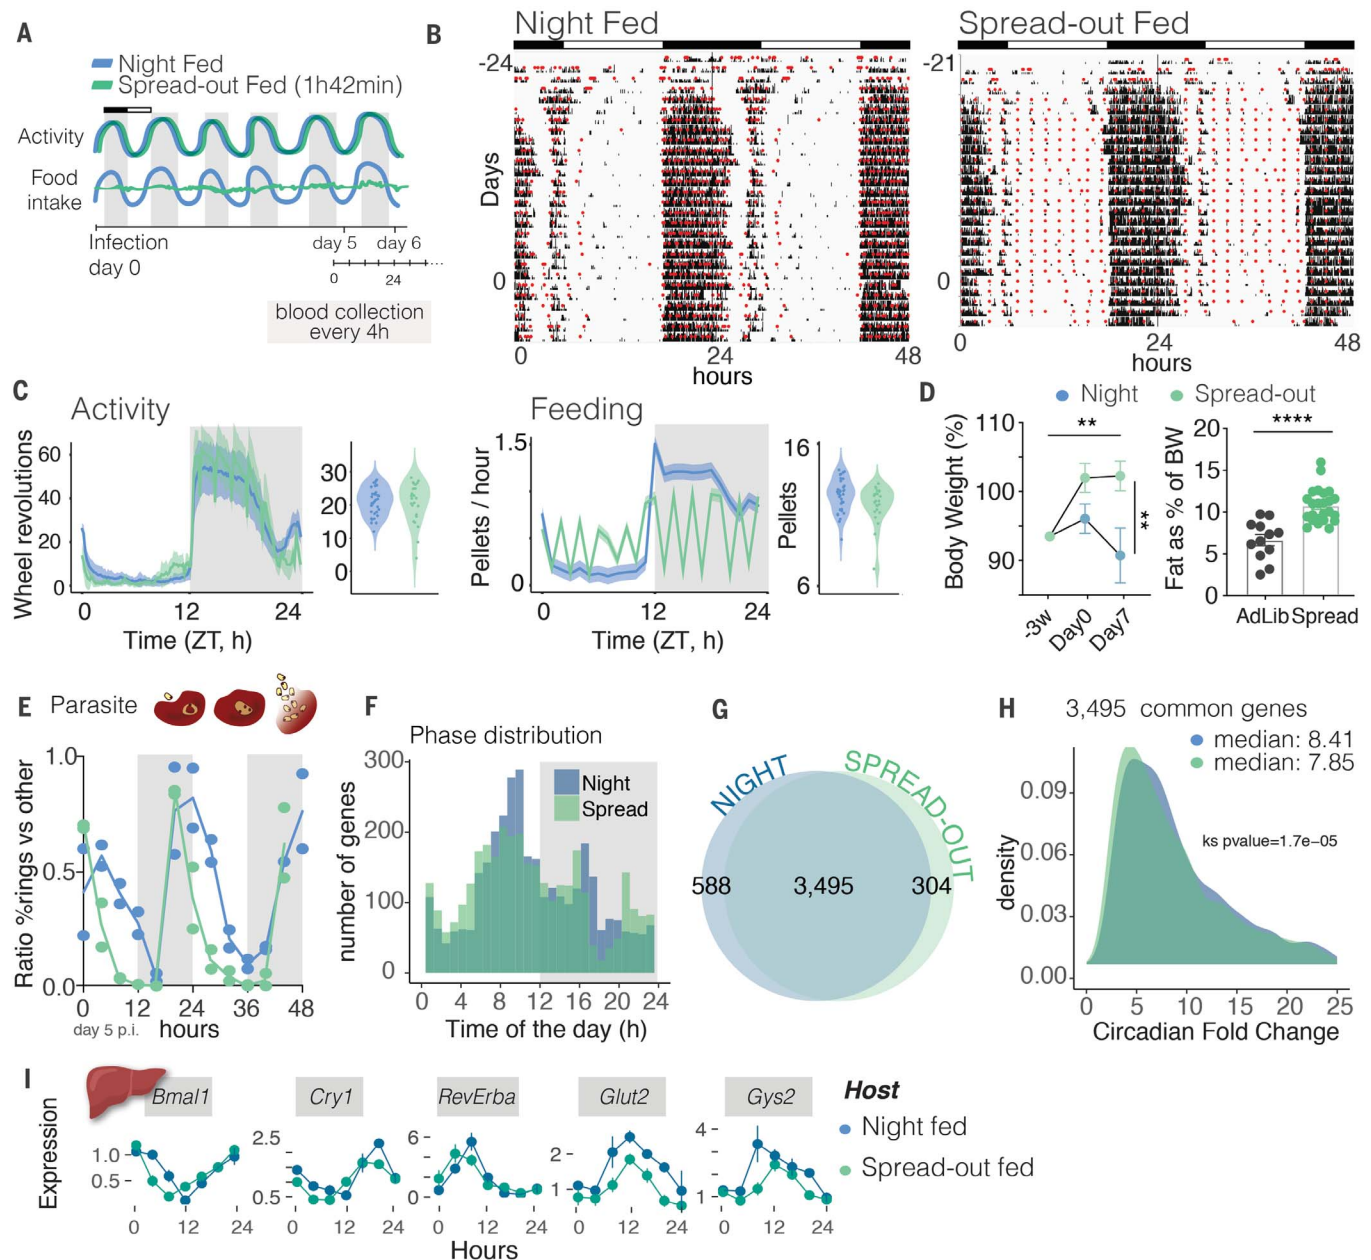 A
Night Fed
Spread-out Fed (1h42min)
Activity
Food
intake
Infection
day 0
day 5
day 6
0
24
blood collection
every 4h
B
Night Fed
-24
Days
0
0
24
48
hours
Spread-out Fed
-21
0
0
24
48
hours
C
Activity
Wheel revolutions
60
40
20
0
0
12
24
Time (ZT, h)
30
20
10
0
Feeding
Pellets / hour
1.5
0
0
12
24
Time (ZT, h)
Pellets
16
6
D
Night
Spread-out
Body Weight (%)
110
100
90
**
**
-3w
Day0
Day7
Fat as % of BW
20
15
10
5
0
****
AdLib
Spread
E
Parasite
Ratio %rings vs other
1.0
0.5
0.0
0
12
24
36
48
day 5 p.i.
hours
F
Phase distribution
number of genes
300
200
100
0
Night
Spread
0
4
8
12
16
20
24
Time of the day (h)
G
NIGHT
SPREAD-OUT
588
3,495
304
H
3,495 common genes
median: 8.41
median: 7.85
ks pvalue=1.7e−05
density
0.09
0.06
0.03
0.00
0
5
10
15
20
25
Circadian Fold Change
I
Expression
Bmal1
1.0
0.5
0
12
24
Cry1
2.5
0.5
0
12
24
RevErba
6
0
0
12
24
Glut2
2
1
0
12
24
Gys2
4
1
0
12
24
Hours
Host
Night fed
Spread-out fed